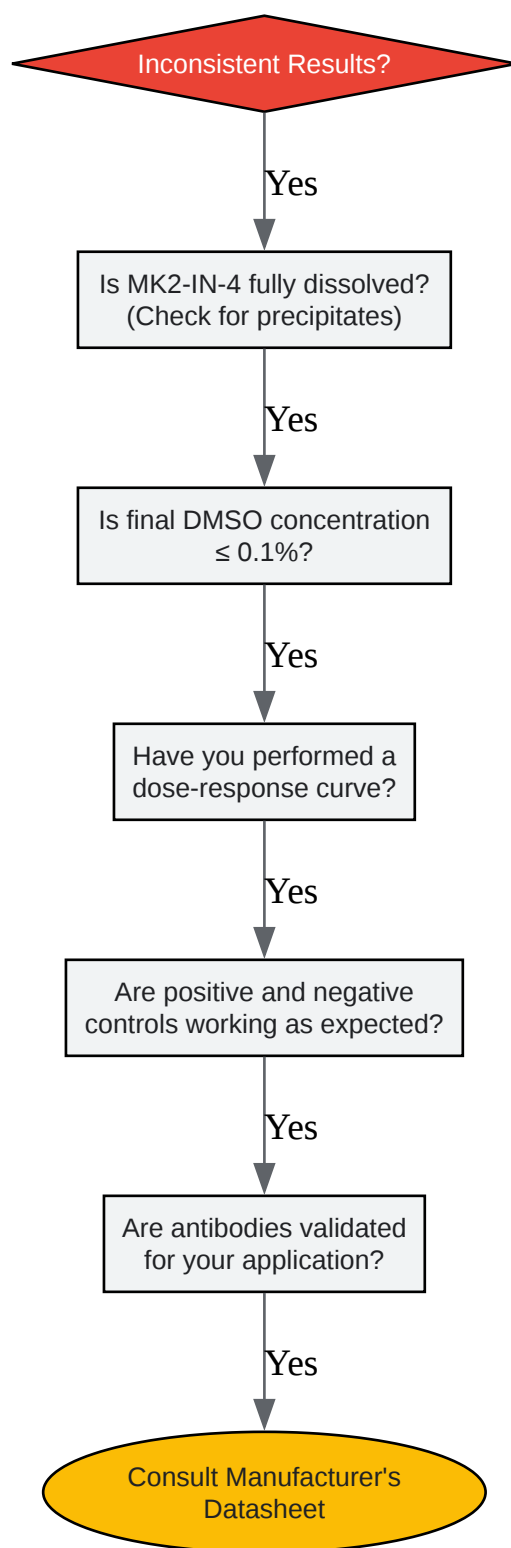 Inconsistent Results?
Yes
Is MK2-IN-4 fully dissolved?
(Check for precipitates)
Yes
Is final DMSO concentration
≤ 0.1%?
Yes
Have you performed a
dose-response curve?
Yes
Are positive and negative
controls working as expected?
Yes
Are antibodies validated
for your application?
Yes
Consult Manufacturer's
Datasheet